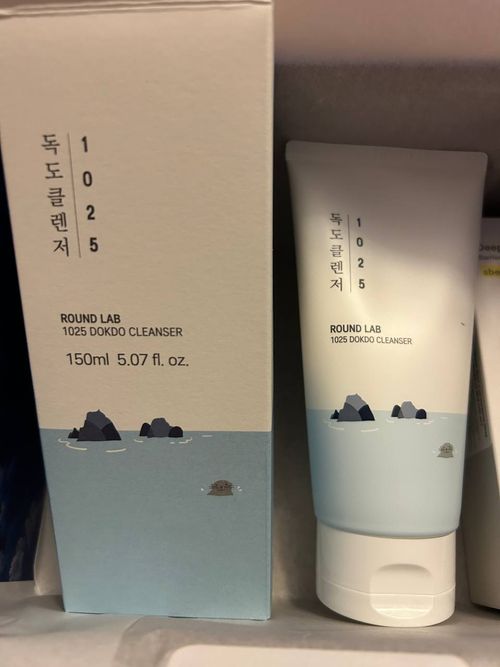 독도클렌저
1025
ROUND LAB
1025 DOKDO CLEANSER
150ml 5.07 fl. oz.
독도클렌저
1025
ROUND LAB
1025 DOKDO CLEANSER